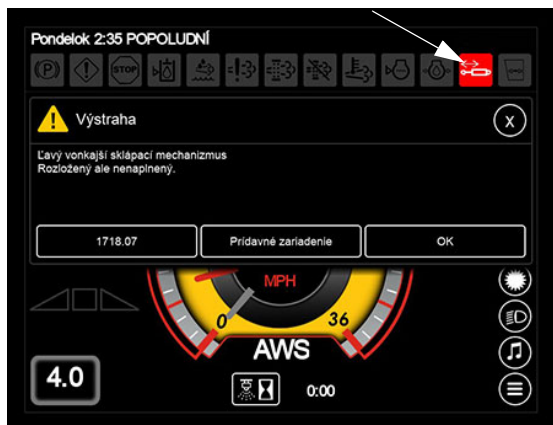 Pondelok 2:35 POPOLUDNÍ
STOP
Výstraha
X
Ľavý vonkajší sklápací mechanizmus
Rozložený ale nenaplnený.
1718.07
Prídavné zariadenie
OK
MPH
0
36
AWS
4.0
0:00